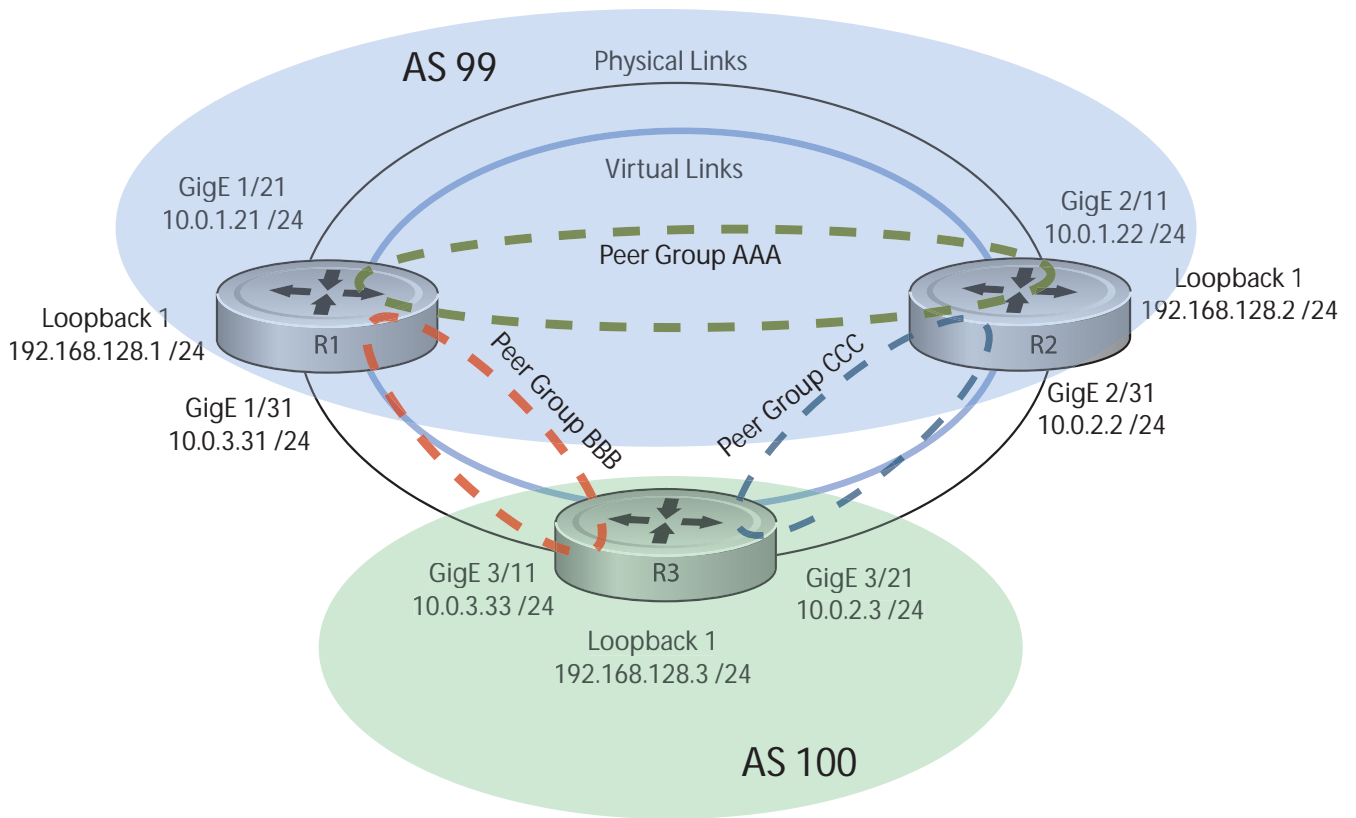 AS 99
Physical Links
Virtual Links
GigE 1/21
10.0.1.21 /24
GigE 2/11
10.0.1.22 /24
Peer Group AAA
Loopback 1
192.168.128.1 /24
R1
R2
Loopback 1
192.168.128.2 /24
Peer Group BBB
Peer Group CCC
GigE 1/31
10.0.3.31 /24
GigE 2/31
10.0.2.2 /24
GigE 3/11
10.0.3.33 /24
R3
GigE 3/21
10.0.2.3 /24
Loopback 1
192.168.128.3 /24
AS 100